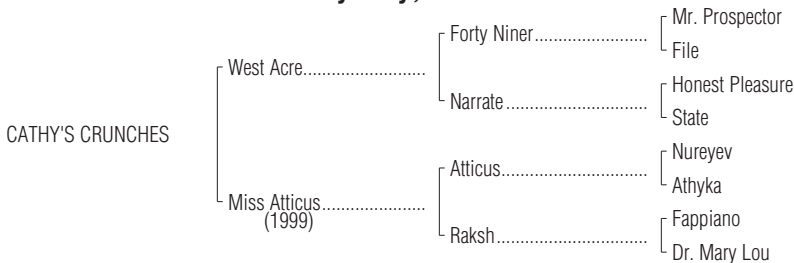 CATHY'S CRUNCHES
West Acre..........................
Miss Atticus......................
(1999)
Forty Niner........................
Narrate..............................
Atticus...............................
Raksh................................
Mr. Prospector
File
Honest Pleasure
State
Nureyev
Athyka
Fappiano
Dr. Mary Lou